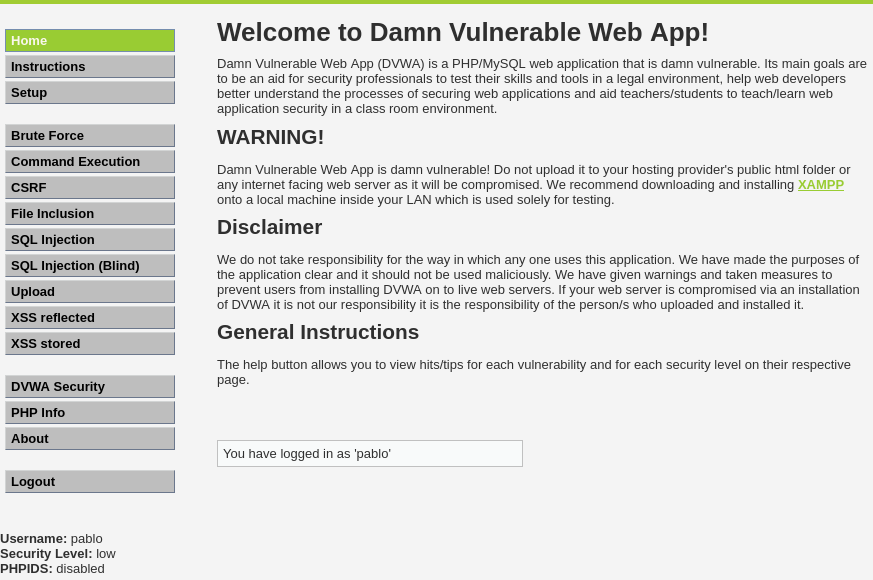 Home
Instructions
Setup
Brute Force
Command Execution
CSRF
File Inclusion
SQL Injection
SQL Injection (Blind)
Upload
XSS reflected
XSS stored
DVWA Security
PHP Info
About
Logout
Username: pablo
Security Level: low
PHPIDS: disabled
Welcome to Damn Vulnerable Web App!
Damn Vulnerable Web App (DVWA) is a PHP/MySQL web application that is damn vulnerable. Its main goals are
to be an aid for security professionals to test their skills and tools in a legal environment, help web developers
better understand the processes of securing web applications and aid teachers/students to teach/learn web
application security in a class room environment.
WARNING!
Damn Vulnerable Web App is damn vulnerable! Do not upload it to your hosting provider's public html folder or
any internet facing web server as it will be compromised. We recommend downloading and installing XAMPP
onto a local machine inside your LAN which is used solely for testing.
Disclaimer
We do not take responsibility for the way in which any one uses this application. We have made the purposes of
the application clear and it should not be used maliciously. We have given warnings and taken measures to
prevent users from installing DVWA on to live web servers. If your web server is compromised via an installation
of DVWA it is not our responsibility it is the responsibility of the person/s who uploaded and installed it.
General Instructions
The help button allows you to view hits/tips for each vulnerability and for each security level on their respective
page.
You have logged in as 'pablo'